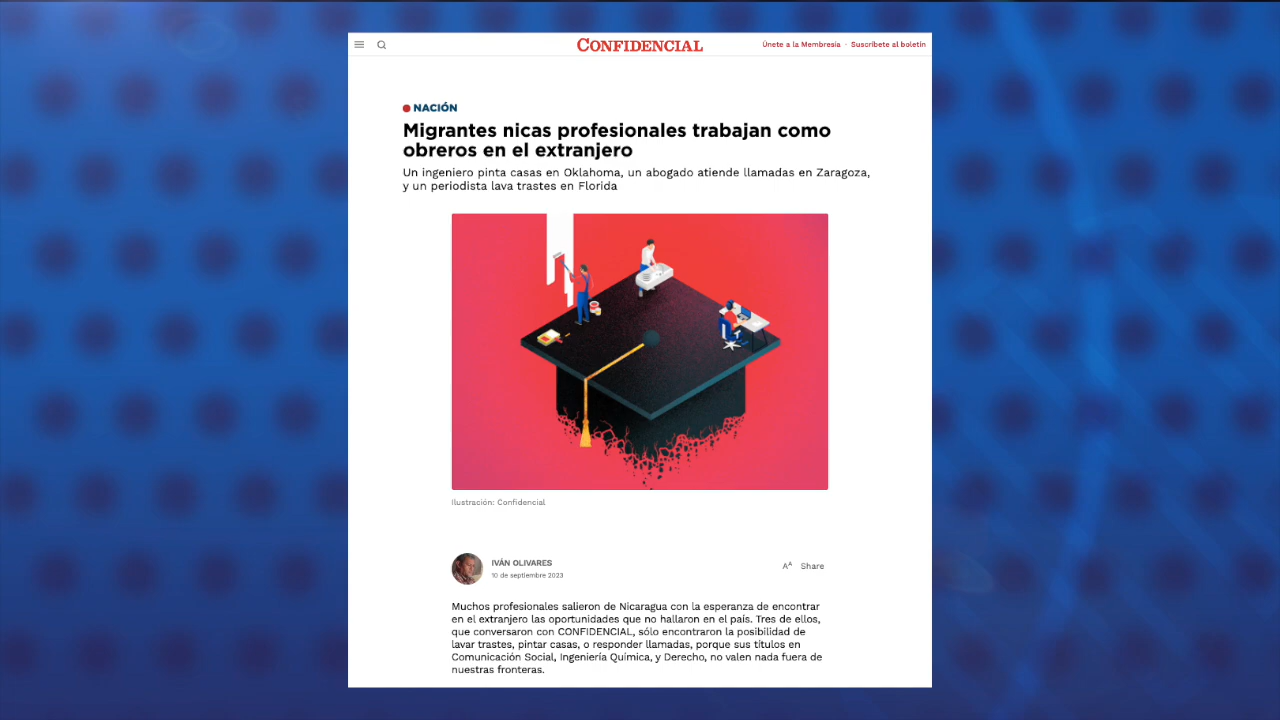 CONFIDENCIAL
Únete a la Membresia · Suscríbete al boletín
NACIÓN
Migrantes nicas profesionales trabajan como
obreros en el extranjero
Un ingeniero pinta casas en Oklahoma, un abogado atiende llamadas en Zaragoza,
y un periodista lava trastes en Florida
Ilustración: Confidencial
IVÁN OLIVARES
10 de septiembre 2023
AA Share
Muchos profesionales salieron de Nicaragua con la esperanza de encontrar
en el extranjero las oportunidades que no hallaron en el país. Tres de ellos,
que conversaron con CONFIDENCIAL, sólo encontraron la posibilidad de
lavar trastes, pintar casas, o responder llamadas, porque sus títulos en
Comunicación Social, Ingeniería Química, y Derecho, no valen nada fuera de
nuestras fronteras.